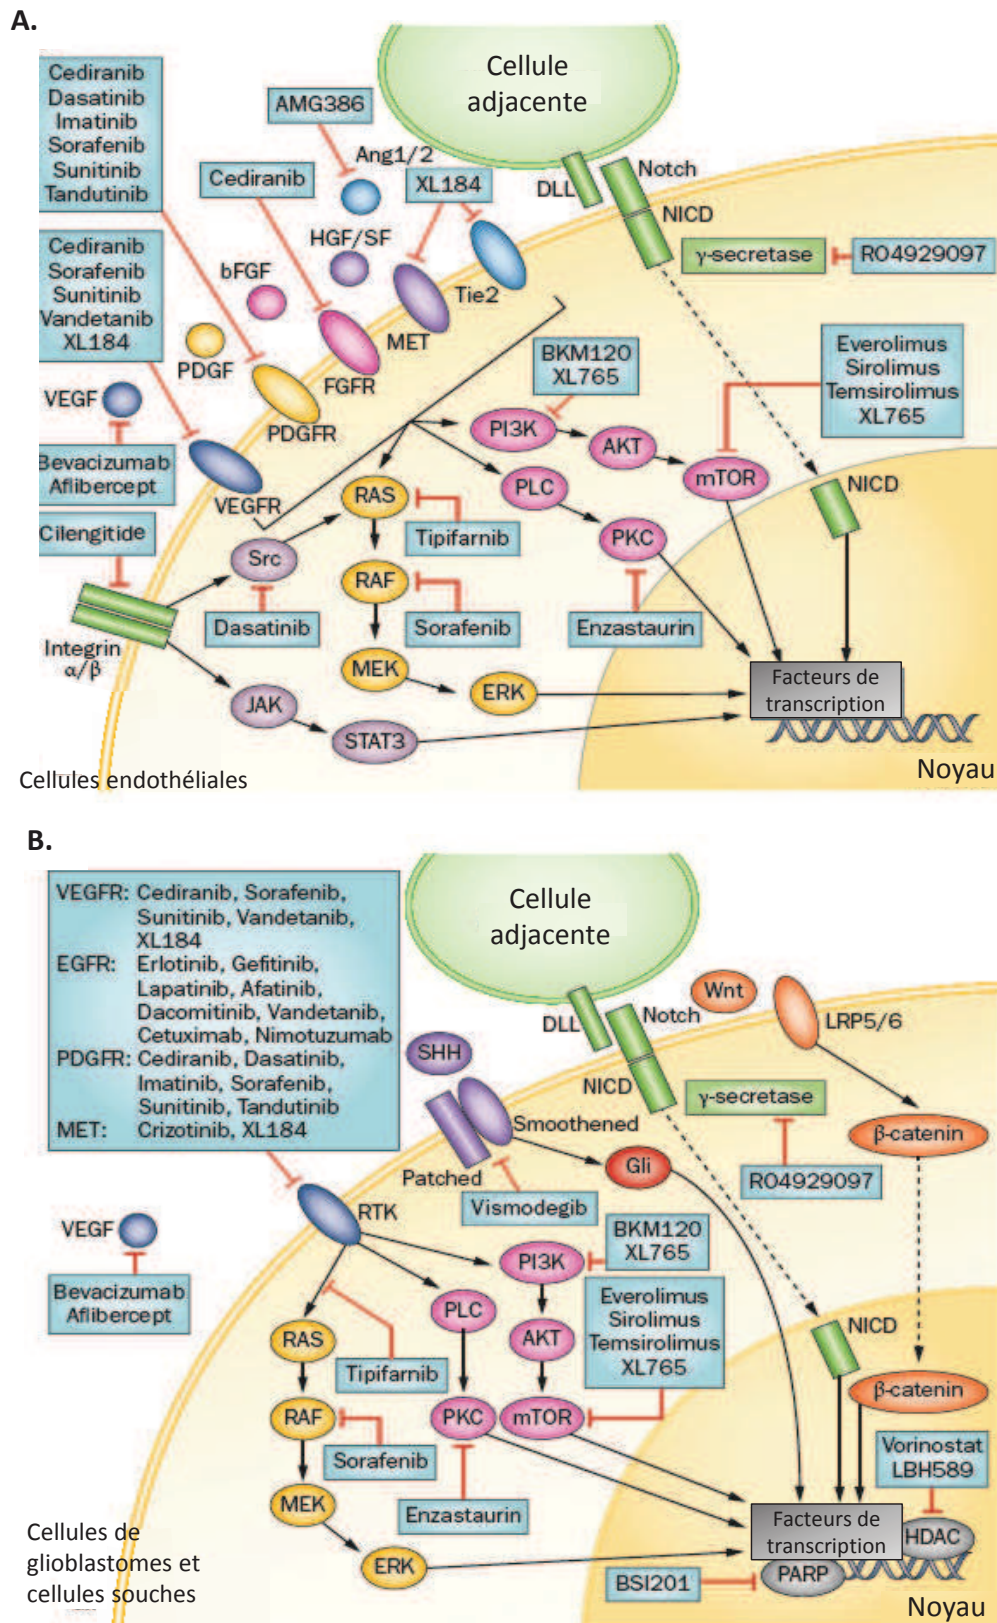 A.
Cediranib
Dasatinib
Imatinib
Sorafenib
Sunitinib
Tandutinib
AMG386
Cellule
adjacente
Ang1/2
Cediranib
XL184
DLL
Notch
NICD
HGF/SF
γ-secretase
RO4929097
Cediranib
Sorafenib
Sunitinib
Vandetanib
XL184
bFGF
Tie2
MET
PDGF
FGFR
BKM120
XL765
Everolimus
Sirolimus
Temsirolimus
XL765
VEGF
PDGFR
PI3K
AKT
Bevacizumab
Aflibercept
VEGFR
RAS
PLC
mTOR
NICD
Cilengitide
Src
Tipifarnib
PKC
RAF
Dasatinib
Sorafenib
Enzastaurin
Integrin
α/β
MEK
ERK
Facteurs de
transcription
JAK
STAT3
Cellules endothéliales
Noyau
B.
VEGFR: Cediranib, Sorafenib,
Sunitinib, Vandetanib,
XL184
EGFR: Erlotinib, Gefitinib,
Lapatinib, Afatinib,
Dacomitinib, Vandetanib,
Cetuximab, Nimotuzumab
PDGFR: Cediranib, Dasatinib,
Imatinib, Sorafenib,
Sunitinib, Tandutinib
MET: Crizotinib, XL184
Cellule
adjacente
Wnt
DLL
Notch
LRP5/6
SHH
NICD
γ-secretase
Smoothened
β-catenin
Patched
Gli
RO4929097
RTK
Vismodegib
VEGF
BKM120
XL765
PI3K
Bevacizumab
Aflibercept
PLC
Everolimus
Sirolimus
Temsirolimus
XL765
RAS
AKT
NICD
Tipifarnib
β-catenin
RAF
PKC
mTOR
Sorafenib
Vorinostat
LBH589
MEK
Enzastaurin
Facteurs de
transcription
HDAC
Cellules de
glioblastomes et
cellules souches
ERK
BSI201
PARP
Noyau